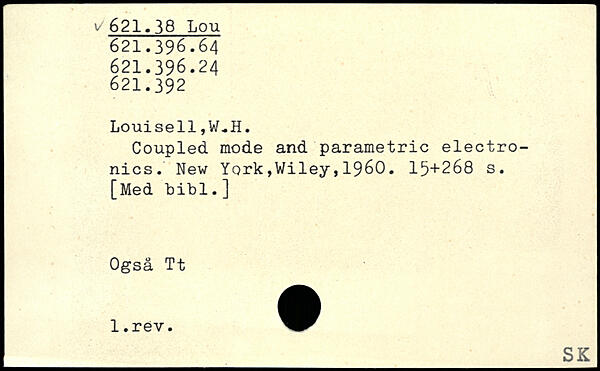 621.38 Lou
621.396.64
621.396.24
621.392
Louisell,W.H.
Coupled mode and parametric electro-
nics. New York,Wiley,1960. 15+268 s.
[Med bibl.]
Også Tt
1.rev.
SK